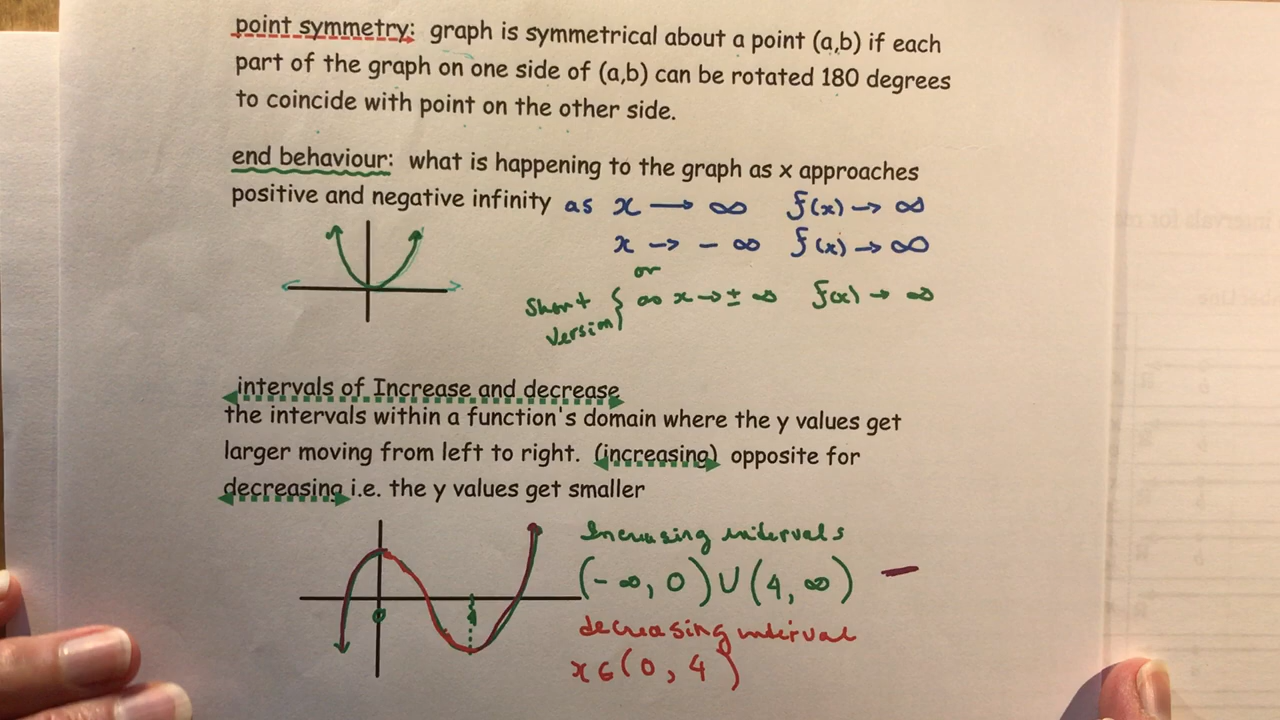 point symmetry: graph is symmetrical about a point (a,b) if each
part of the graph on one side of (a,b) can be rotated 180 degrees
to coincide with point on the other side.
end behaviour: what is happening to the graph as x approaches
positive and negative infinity as x → ∞ f(x) → ∞
x → - ∞ f(x) → ∞
or
short version { as x → ± ∞ f(x) → ∞
intervals of Increase and decrease
the intervals within a function's domain where the y values get
larger moving from left to right. (increasing) opposite for
decreasing i.e. the y values get smaller
Increasing intervals
(-∞, 0) ∪ (4, ∞)
0 4
decreasing interval
x ∈ (0, 4)